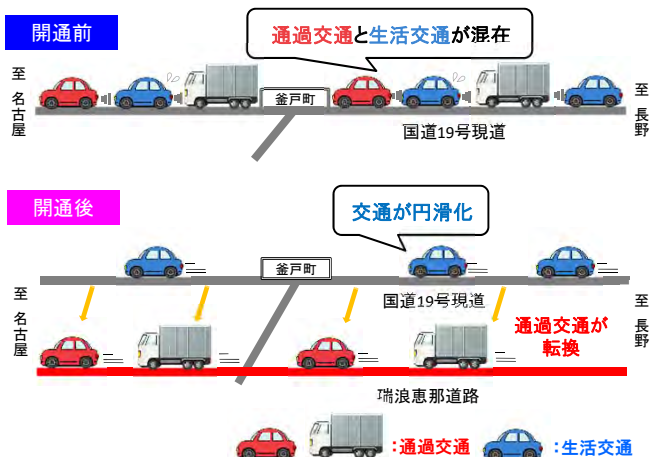 開通前
通過交通と生活交通が混在
至 名古屋
釜戸町
至 長野
国道19号現道
開通後
交通が円滑化
釜戸町
至 名古屋
国道19号現道
至 長野
通過交通が
転換
瑞浪恵那道路
:通過交通
:生活交通